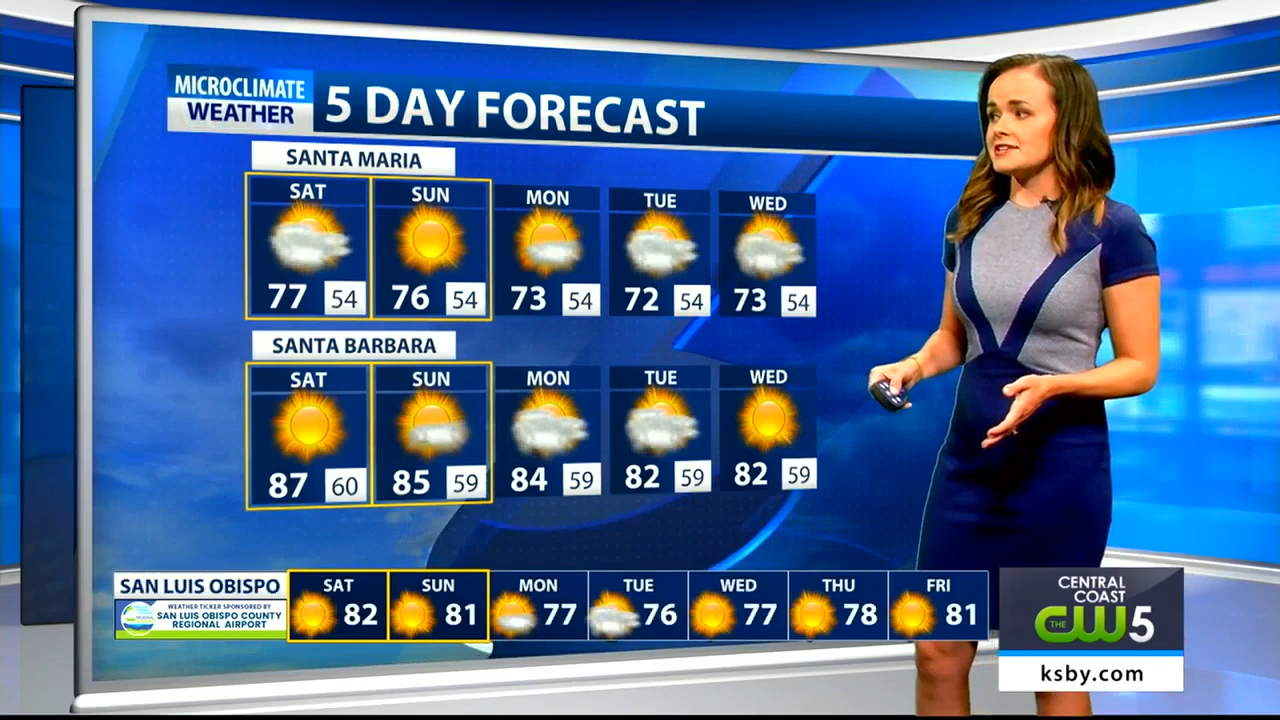 MICROCLIMATE
WEATHER
5 DAY FORECAST
SANTA MARIA
SAT SUN MON TUE WED
77 54 76 54 73 54 72 54 73 54
SANTA BARBARA
SAT SUN MON TUE WED
87 60 85 59 84 59 82 59 82 59
SAN LUIS OBISPO
WEATHER TICKER SPONSORED BY
SAN LUIS OBISPO COUNTY
REGIONAL AIRPORT
SAT SUN MON TUE WED THU FRI
82 81 77 76 77 78 81
CENTRAL
COAST
THE CW5
ksby.com